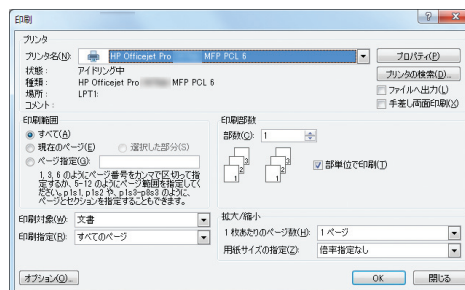 印刷
プリンタ
プリンタ名(N): HP Officejet Pro MFP PCL 6 プロパティ(P)
状態: アイドリング中 プリンタの検索(D)...
種類: HP Officejet Pro MFP PCL 6 ファイルへ出力(L)
場所: LPT1: 手差し両面印刷(X)
コメント:
印刷範囲
すべて(A)
現在のページ(E) 選択した部分(S)
ページ指定(G):
1, 3, 6 のようにページ番号をカンマで区切って指
定するか、5-12 のようにページ範囲を指定してく
ださい。p1s1, p1s2 や、p1s3-p8s3 のように、
ページとセクションを指定することもできます。
印刷部数
部数(C): 1
1 1 2 2 3 3
部単位で印刷(T)
印刷対象(W): 文書
印刷指定(R): すべてのページ
拡大/縮小
1 枚あたりのページ数(H): 1 ページ
用紙サイズの指定(Z): 倍率指定なし
オプション(O)... OK 閉じる